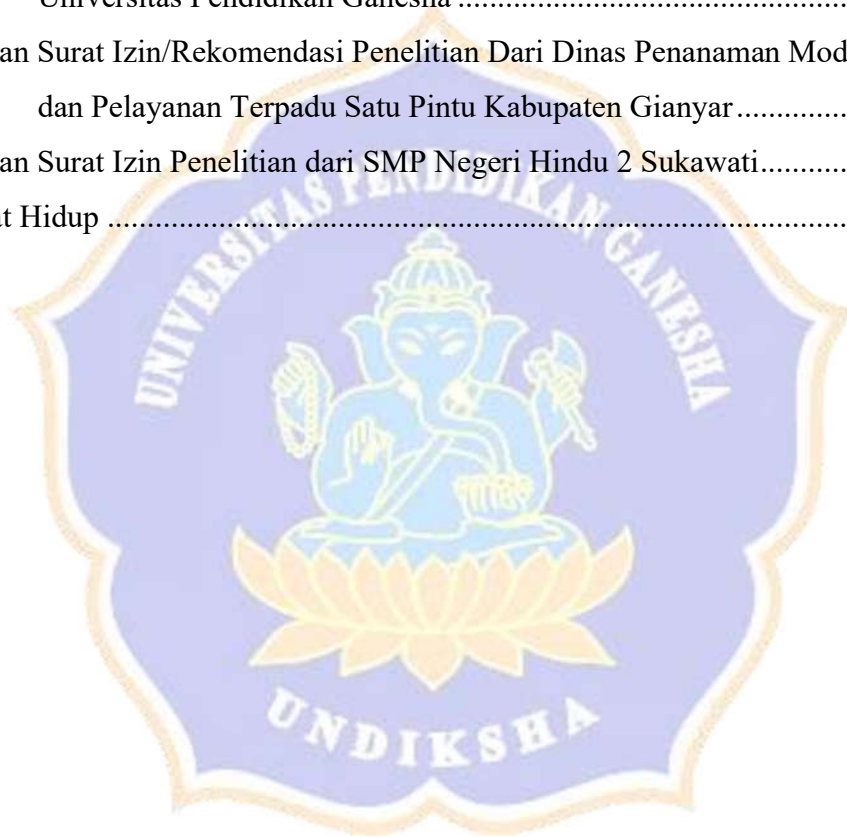 Universitas Pendidikan Ganesha ..................................................
an Surat Izin/Rekomendasi Penelitian Dari Dinas Penanaman Mod
dan Pelayanan Terpadu Satu Pintu Kabupaten Gianyar ..............
an Surat Izin Penelitian dari SMP Negeri Hindu 2 Sukawati...........
t Hidup ................................................................................................
UNIVERSITAS PENDIDIKAN GANESHA
UNDIKSHA